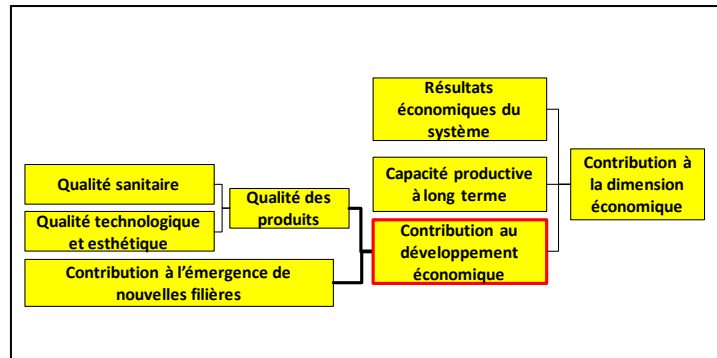 Résultats
économiques du
système
Qualité sanitaire
Qualité technologique
et esthétique
Qualité des
produits
Capacité productive
à long terme
Contribution à
la dimension
économique
Contribution au
développement
économique
Contribution à l'émergence de
nouvelles filières